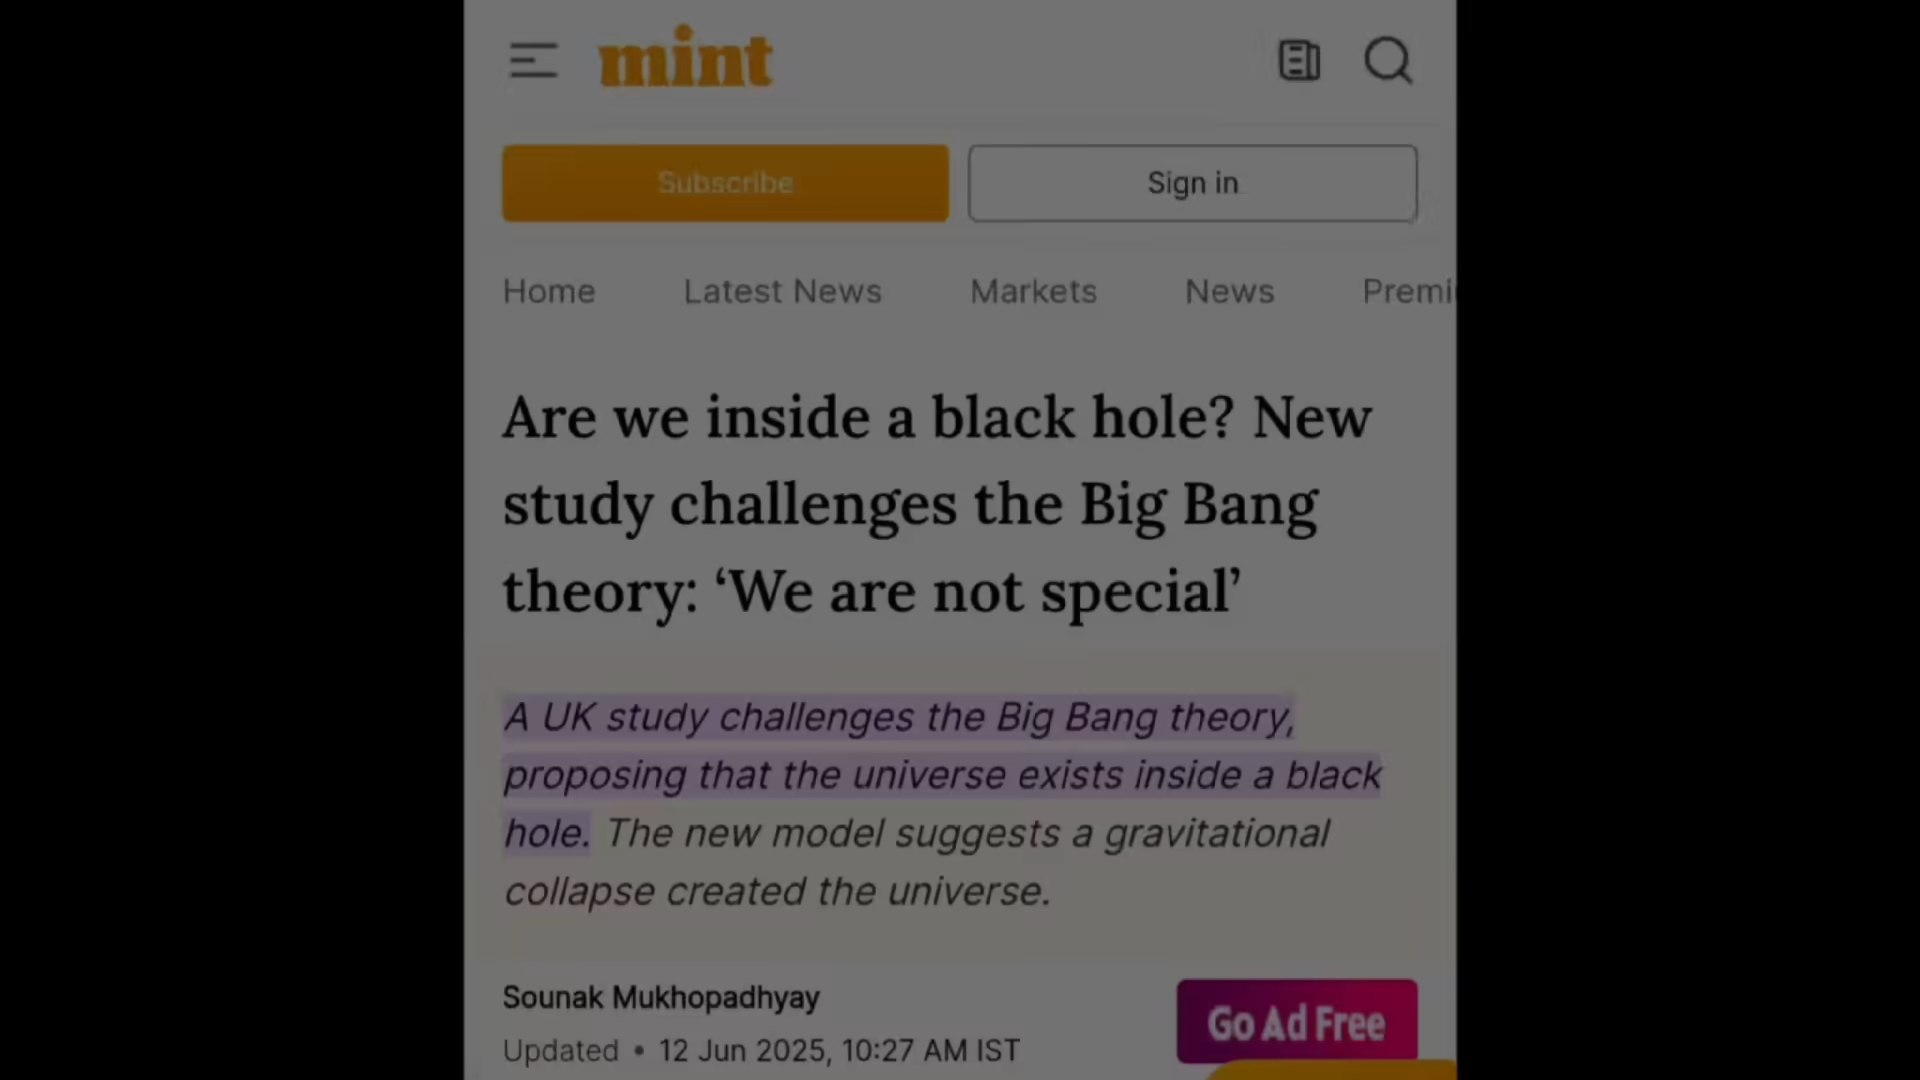 mint
Subscribe
Sign in
Home Latest News Markets News Premi
Are we inside a black hole? New
study challenges the Big Bang
theory: ‘We are not special’
A UK study challenges the Big Bang theory,
proposing that the universe exists inside a black
hole. The new model suggests a gravitational
collapse created the universe.
Sounak Mukhopadhyay
Go Ad Free
Updated • 12 Jun 2025, 10:27 AM IST